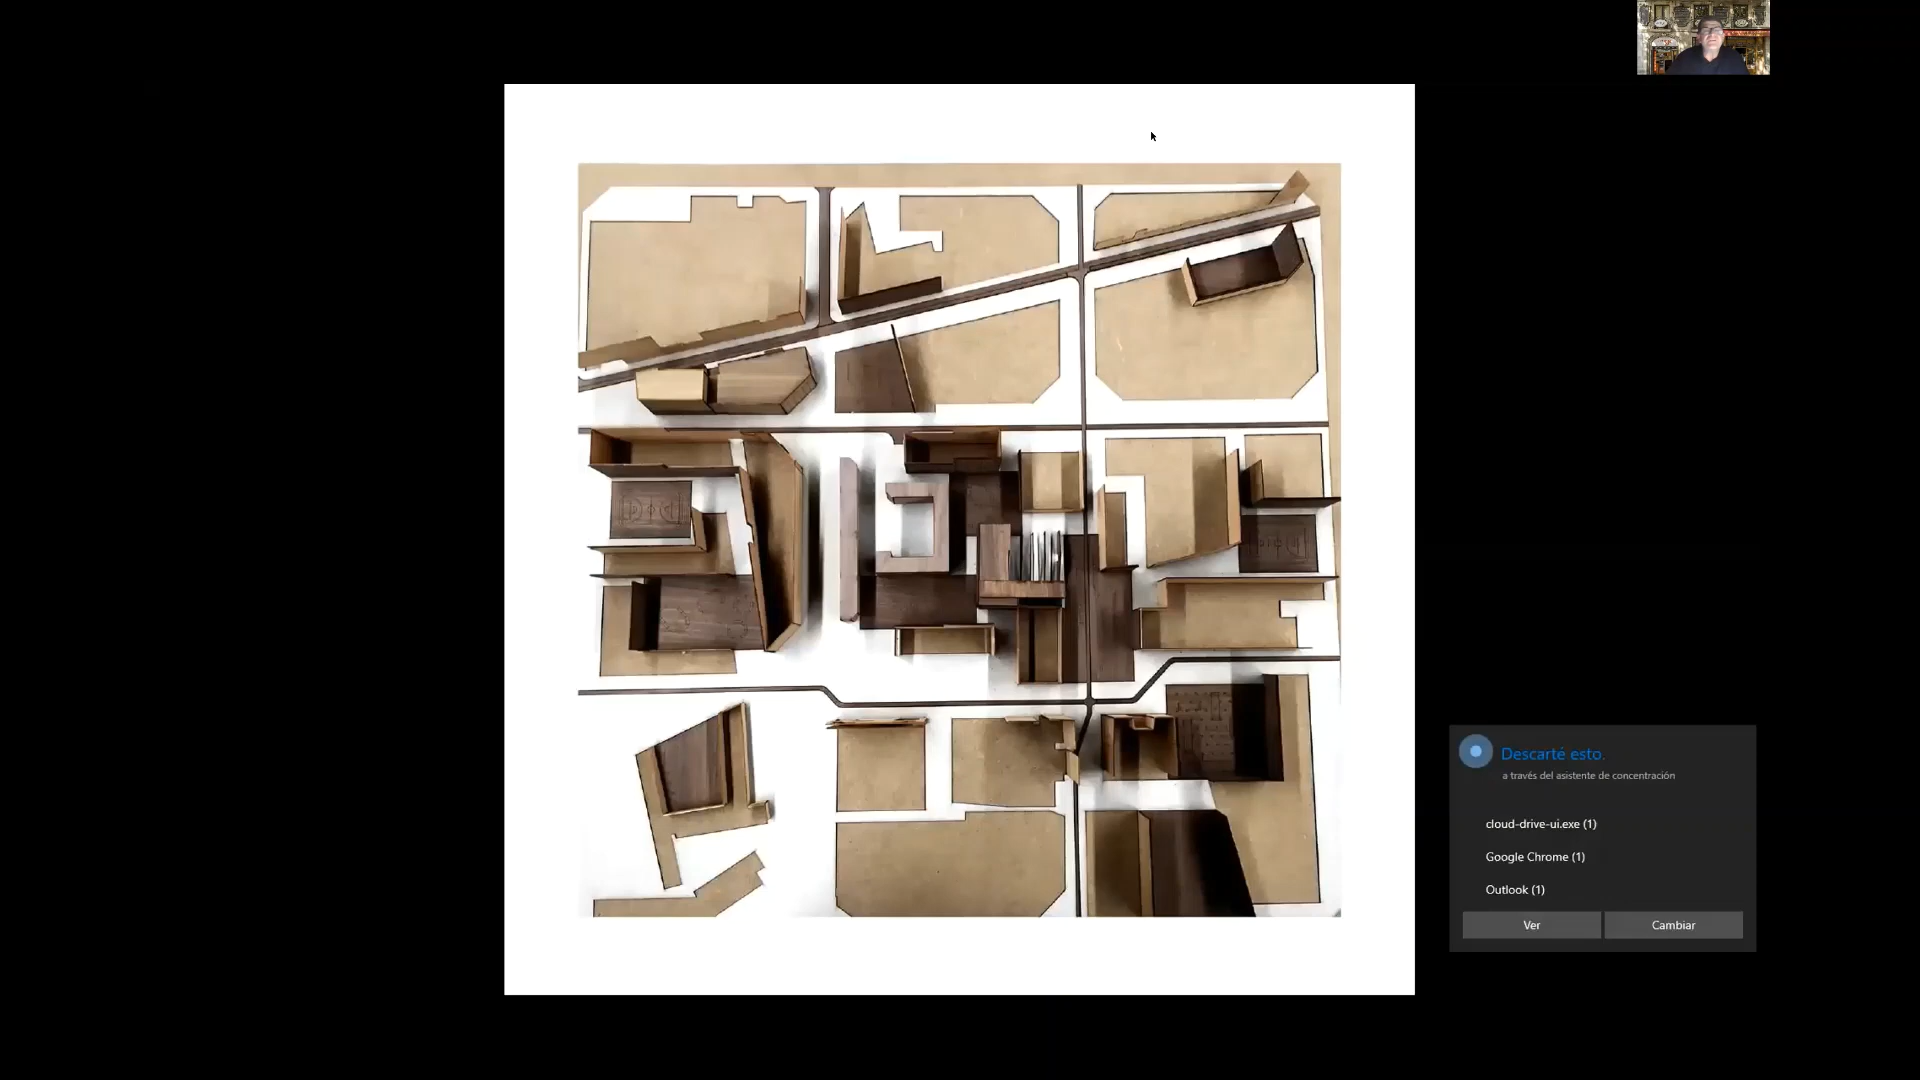 Descarté esto.
a través del asistente de concentración
cloud-drive-ui.exe (1)
Google Chrome (1)
Outlook (1)
Ver
Cambiar